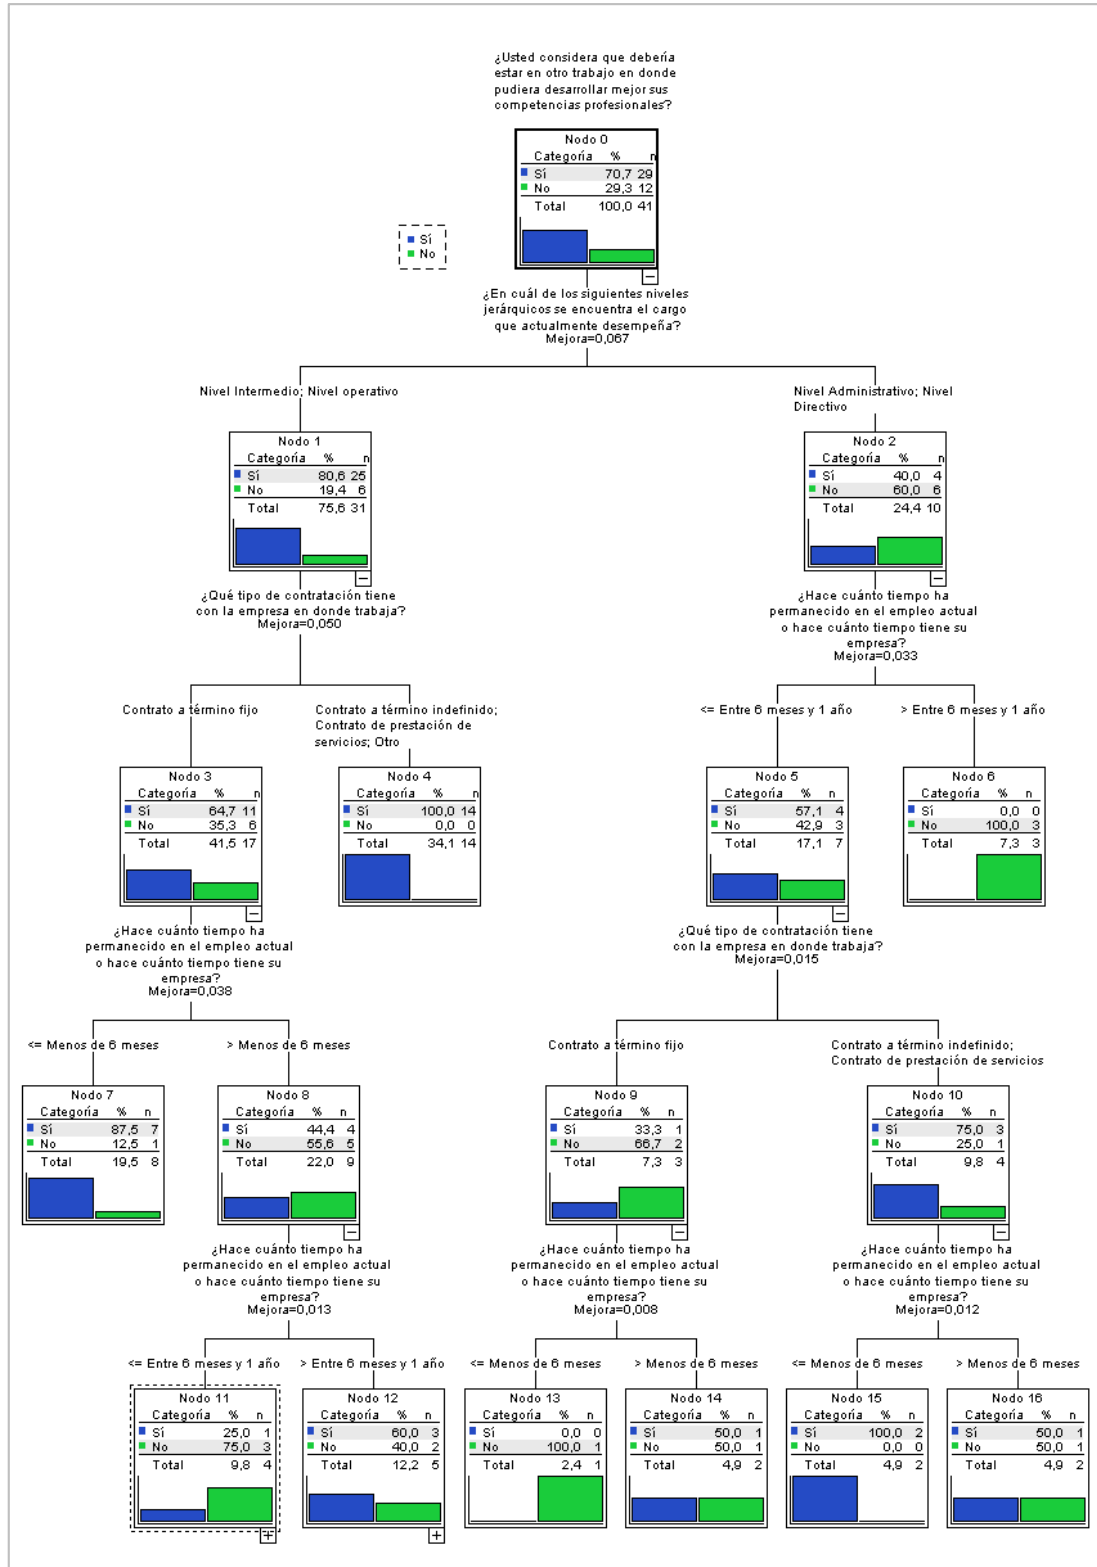 ¿Usted considera que debería
estar en otro trabajo en donde
pudiera desarrollar mejor sus
competencias profesionales?
Nodo 0
Categoría % n
Sí 70,7 29
No 29,3 12
Total 100,0 41
Sí
No
¿En cuál de los siguientes niveles
jerárquicos se encuentra el cargo
que actualmente desempeña?
Mejora=0,067
Nivel Intermedio; Nivel operativo
Nivel Administrativo; Nivel
Directivo
Nodo 1
Categoría % n
Sí 80,6 25
No 19,4 6
Total 75,6 31
Nodo 2
Categoría % n
Sí 40,0 4
No 60,0 6
Total 24,4 10
¿Qué tipo de contratación tiene
con la empresa en donde trabaja?
Mejora=0,050
¿Hace cuánto tiempo ha
permanecido en el empleo actual
o hace cuánto tiempo tiene su
empresa?
Mejora=0,033
Contrato a término fijo
Contrato a término indefinido;
Contrato de prestación de
servicios; Otro
<= Entre 6 meses y 1 año
> Entre 6 meses y 1 año
Nodo 3
Categoría % n
Sí 64,7 11
No 35,3 6
Total 41,5 17
Nodo 4
Categoría % n
Sí 100,0 14
No 0,0 0
Total 34,1 14
Nodo 5
Categoría % n
Sí 57,1 4
No 42,9 3
Total 17,1 7
Nodo 6
Categoría % n
Sí 0,0 0
No 100,0 3
Total 7,3 3
¿Hace cuánto tiempo ha
permanecido en el empleo actual
o hace cuánto tiempo tiene su
empresa?
Mejora=0,038
¿Qué tipo de contratación tiene
con la empresa en donde trabaja?
Mejora=0,015
<= Menos de 6 meses
> Menos de 6 meses
Contrato a término fijo
Contrato a término indefinido;
Contrato de prestación de servicios
Nodo 7
Categoría % n
Sí 87,5 7
No 12,5 1
Total 19,5 8
Nodo 8
Categoría % n
Sí 44,4 4
No 55,6 5
Total 22,0 9
Nodo 9
Categoría % n
Sí 33,3 1
No 66,7 2
Total 7,3 3
Nodo 10
Categoría % n
Sí 75,0 3
No 25,0 1
Total 9,8 4
¿Hace cuánto tiempo ha
permanecido en el empleo actual
o hace cuánto tiempo tiene su
empresa?
Mejora=0,013
¿Hace cuánto tiempo ha
permanecido en el empleo actual
o hace cuánto tiempo tiene su
empresa?
Mejora=0,008
¿Hace cuánto tiempo ha
permanecido en el empleo actual
o hace cuánto tiempo tiene su
empresa?
Mejora=0,012
<= Entre 6 meses y 1 año
> Entre 6 meses y 1 año
<= Menos de 6 meses
> Menos de 6 meses
<= Menos de 6 meses
> Menos de 6 meses
Nodo 11
Categoría % n
Sí 25,0 1
No 75,0 3
Total 9,8 4
Nodo 12
Categoría % n
Sí 60,0 3
No 40,0 2
Total 12,2 5
Nodo 13
Categoría % n
Sí 0,0 0
No 100,0 1
Total 2,4 1
Nodo 14
Categoría % n
Sí 50,0 1
No 50,0 1
Total 4,9 2
Nodo 15
Categoría % n
Sí 100,0 2
No 0,0 0
Total 4,9 2
Nodo 16
Categoría % n
Sí 50,0 1
No 50,0 1
Total 4,9 2